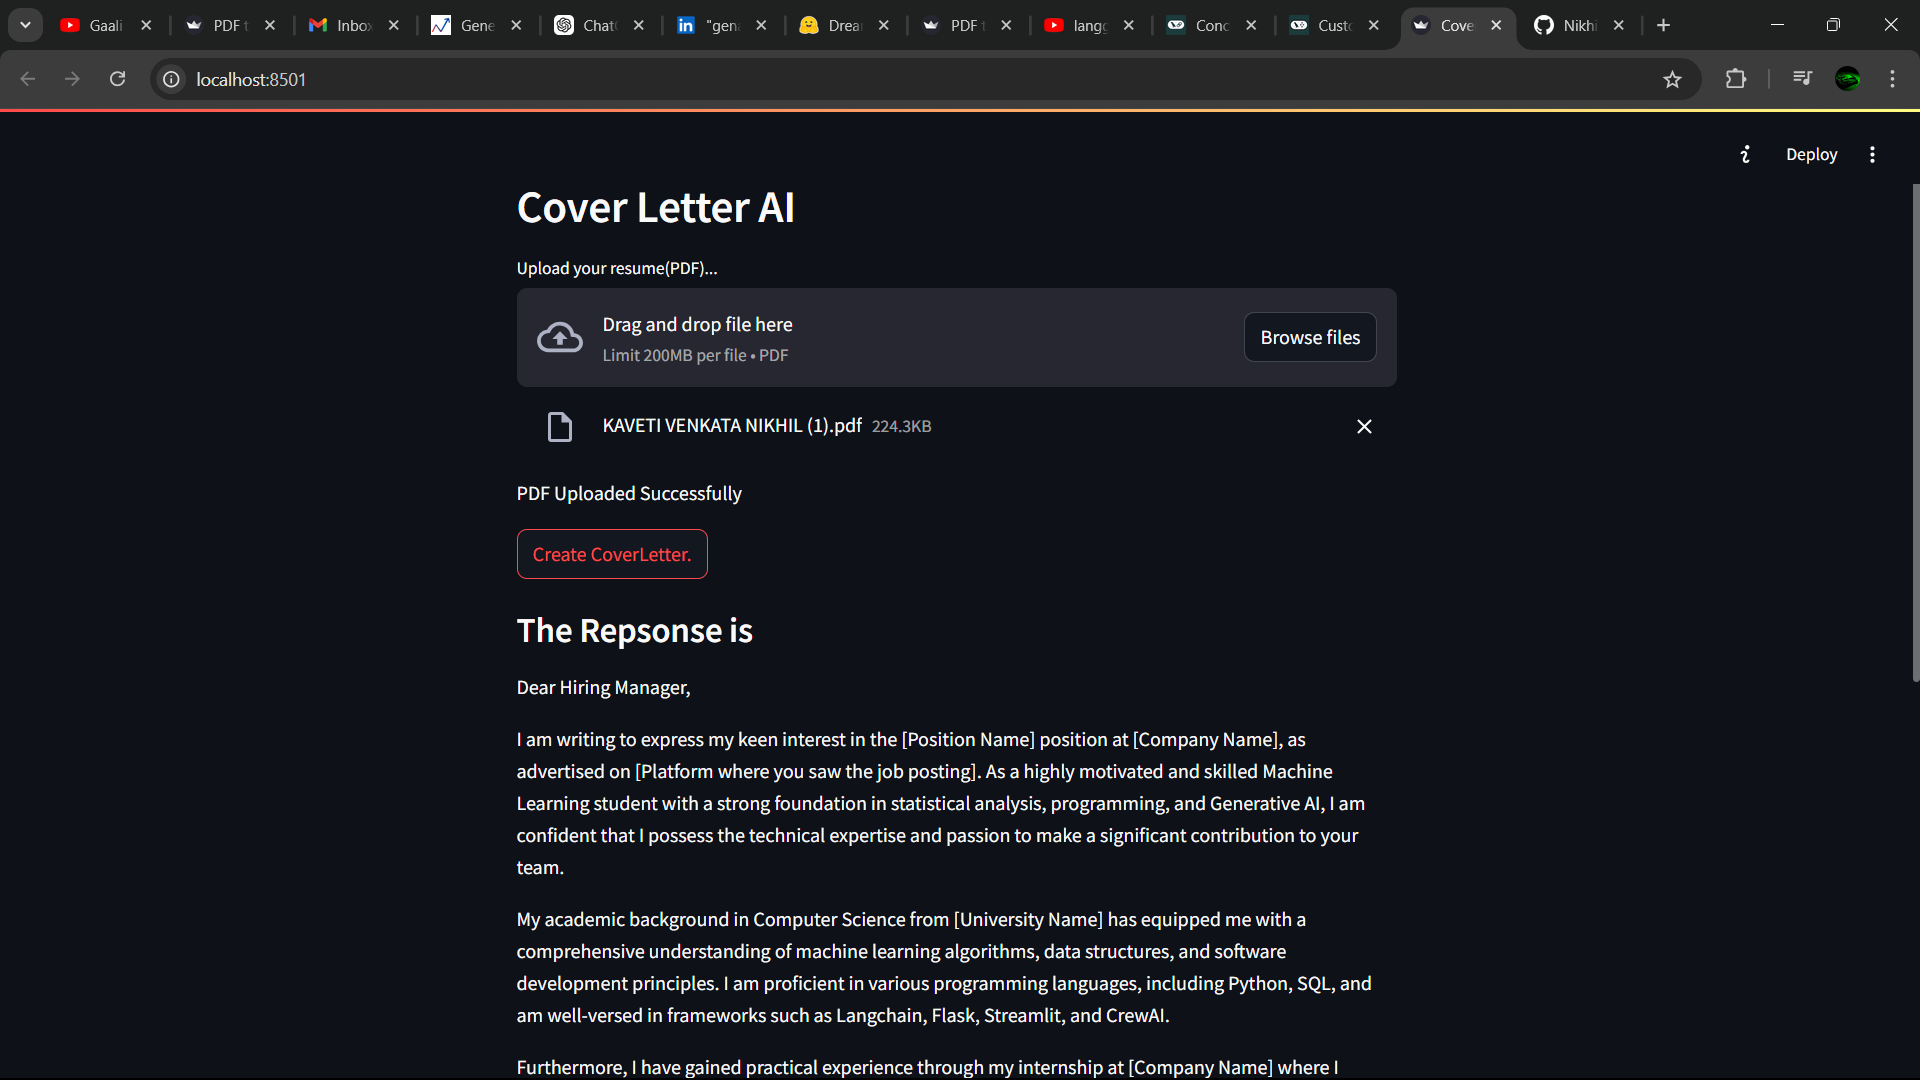 Gaali
PDF t
Inbox
Gene
Chat
in "gen
Drea
PDF t
langg
Conc
Custo
Cove
Nikhi
localhost:8501
Deploy
Cover Letter AI
Upload your resume(PDF)...
Drag and drop file here
Limit 200MB per file • PDF
Browse files
KAVETI VENKATA NIKHIL (1).pdf 224.3KB
PDF Uploaded Successfully
Create CoverLetter.
The Repsonse is
Dear Hiring Manager,
I am writing to express my keen interest in the [Position Name] position at [Company Name], as
advertised on [Platform where you saw the job posting]. As a highly motivated and skilled Machine
Learning student with a strong foundation in statistical analysis, programming, and Generative AI, I am
confident that I possess the technical expertise and passion to make a significant contribution to your
team.
My academic background in Computer Science from [University Name] has equipped me with a
comprehensive understanding of machine learning algorithms, data structures, and software
development principles. I am proficient in various programming languages, including Python, SQL, and
am well-versed in frameworks such as Langchain, Flask, Streamlit, and CrewAI.
Furthermore, I have gained practical experience through my internship at [Company Name] where I